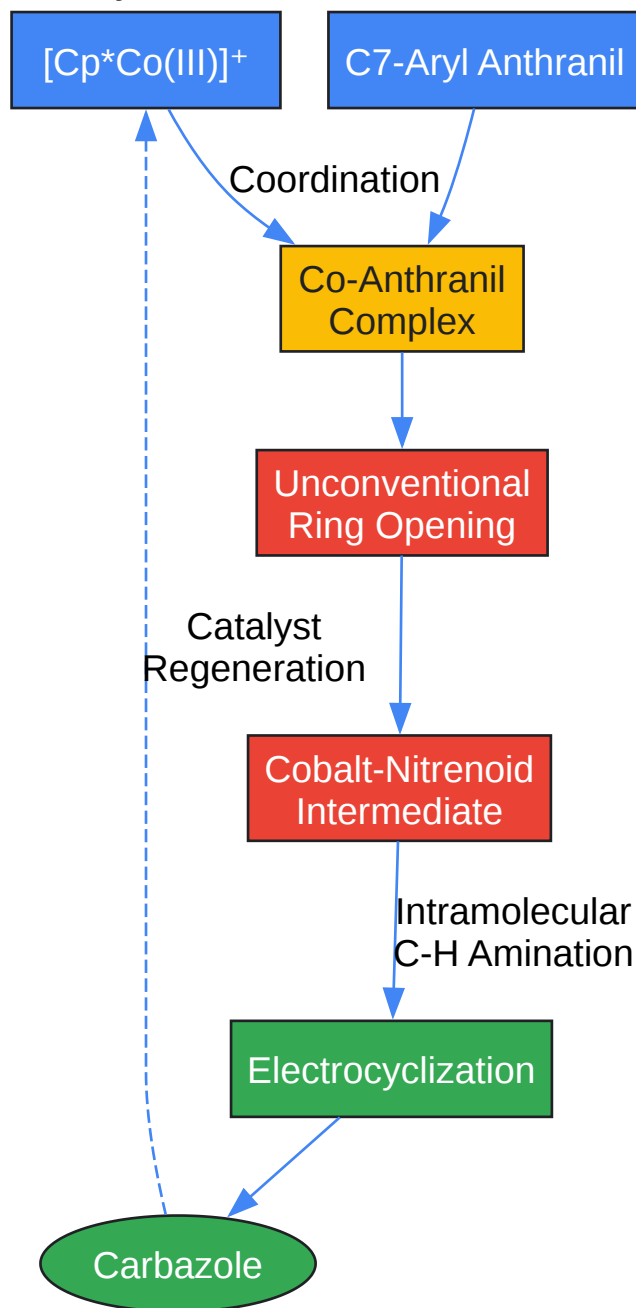 [Cp*Co(III)]⁺
C7-Aryl Anthranil
Coordination
Co-Anthranil
Complex
Unconventional
Ring Opening
Catalyst
Regeneration
Cobalt-Nitrenoid
Intermediate
Intramolecular
C-H Amination
Electrocyclization
Carbazole